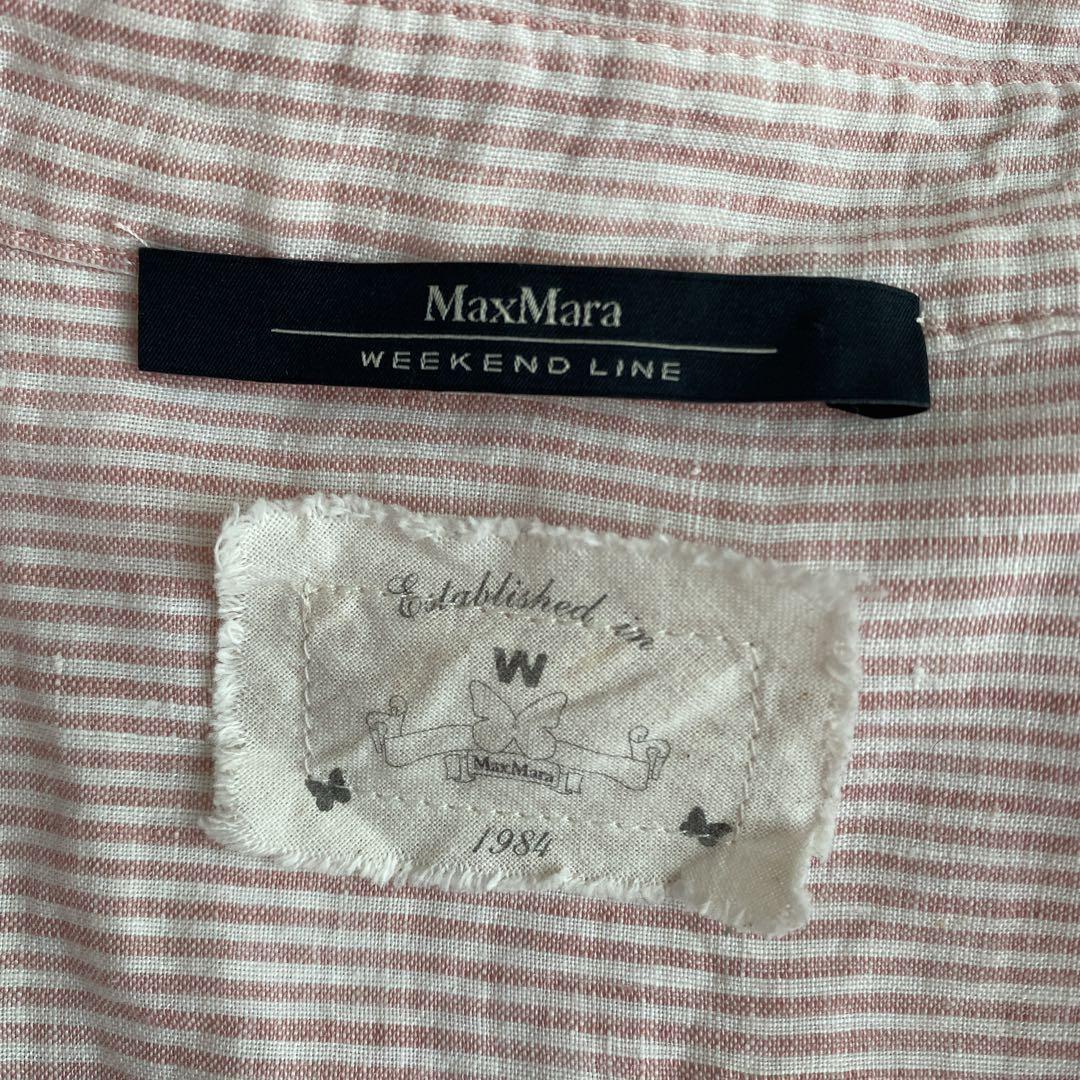 MaxMara
WEEKEND LINE
Established in
W
MaxMara
1984